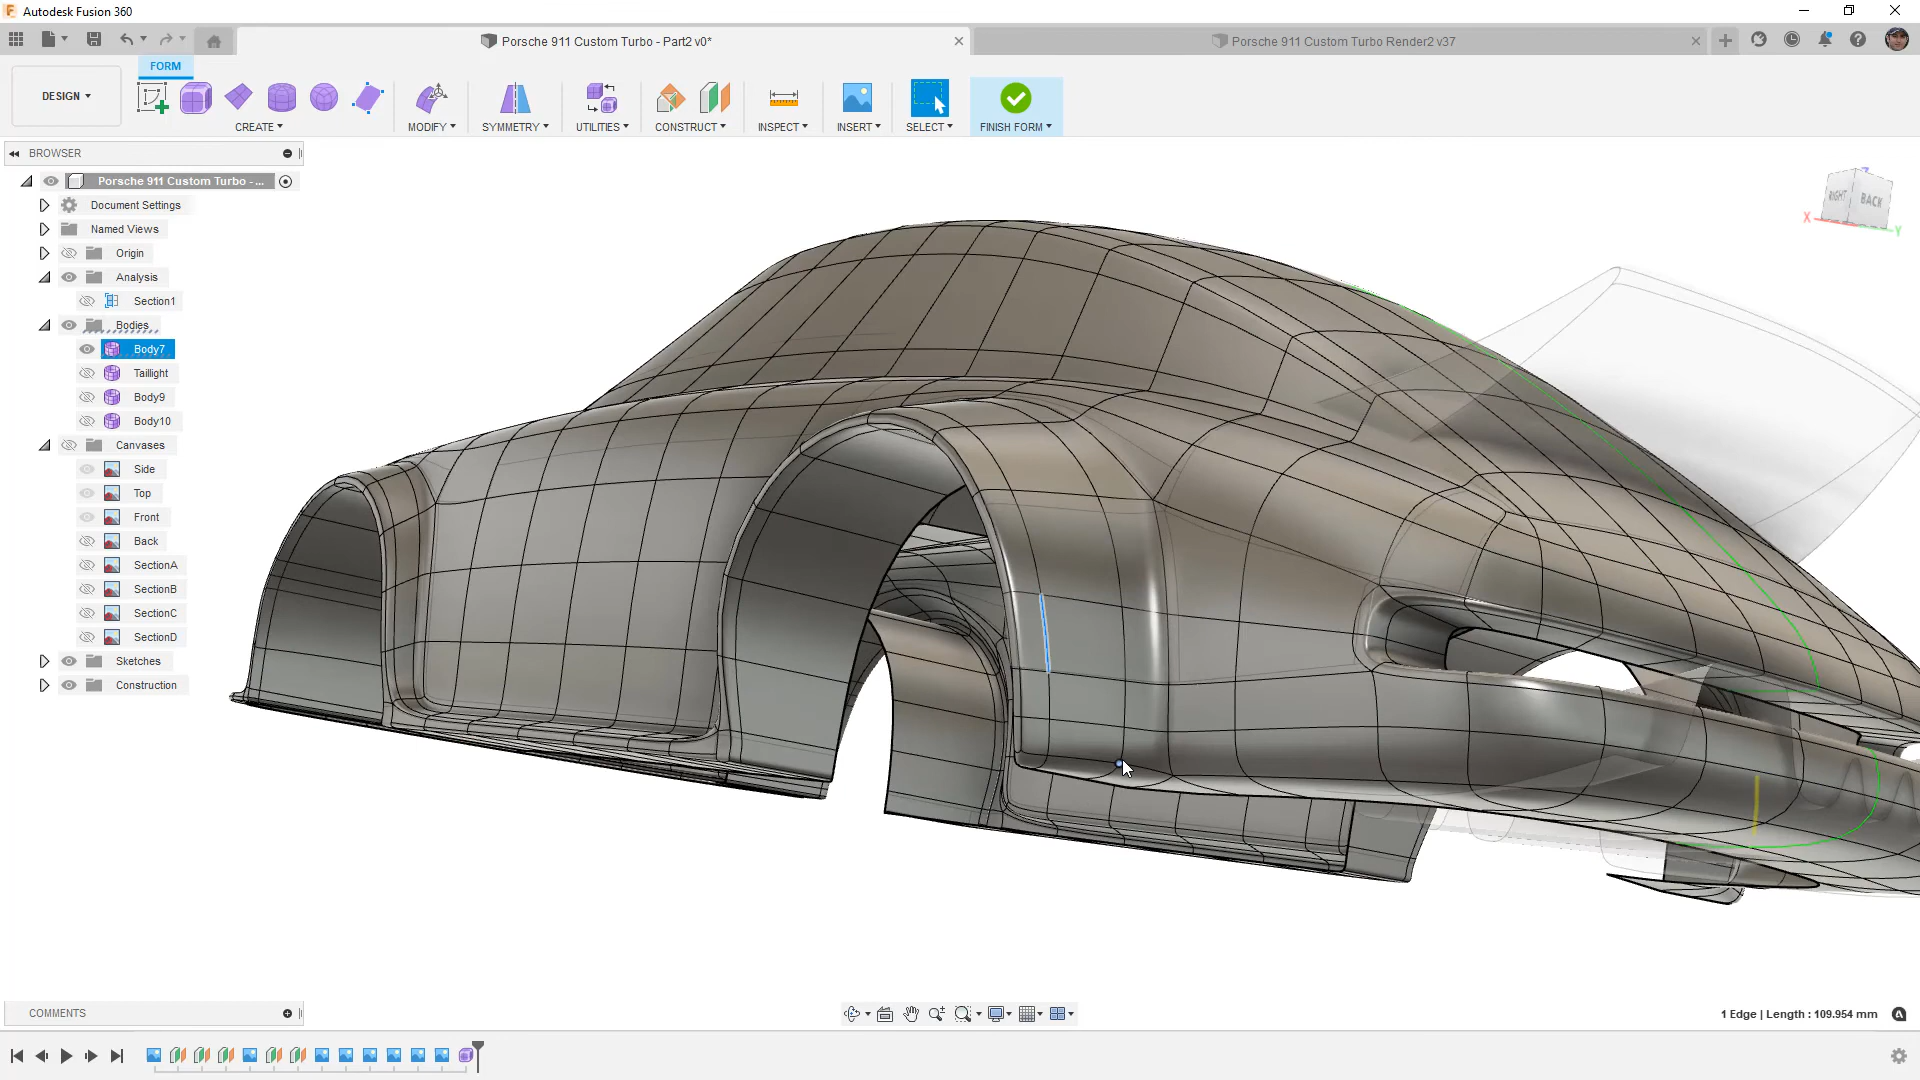 Autodesk Fusion 360
Porsche 911 Custom Turbo - Part2 v0*
Porsche 911 Custom Turbo Render2 v37
FORM
DESIGN
CREATE
MODIFY
SYMMETRY
UTILITIES
CONSTRUCT
INSPECT
INSERT
SELECT
FINISH FORM
BROWSER
Porsche 911 Custom Turbo - ...
Document Settings
Named Views
Origin
Analysis
Section1
Bodies
Body7
Taillight
Body9
Body10
Canvases
Side
Top
Front
Back
SectionA
SectionB
SectionC
SectionD
Sketches
Construction
Z
RIGHT
BACK
X
Y
COMMENTS
1 Edge | Length : 109.954 mm